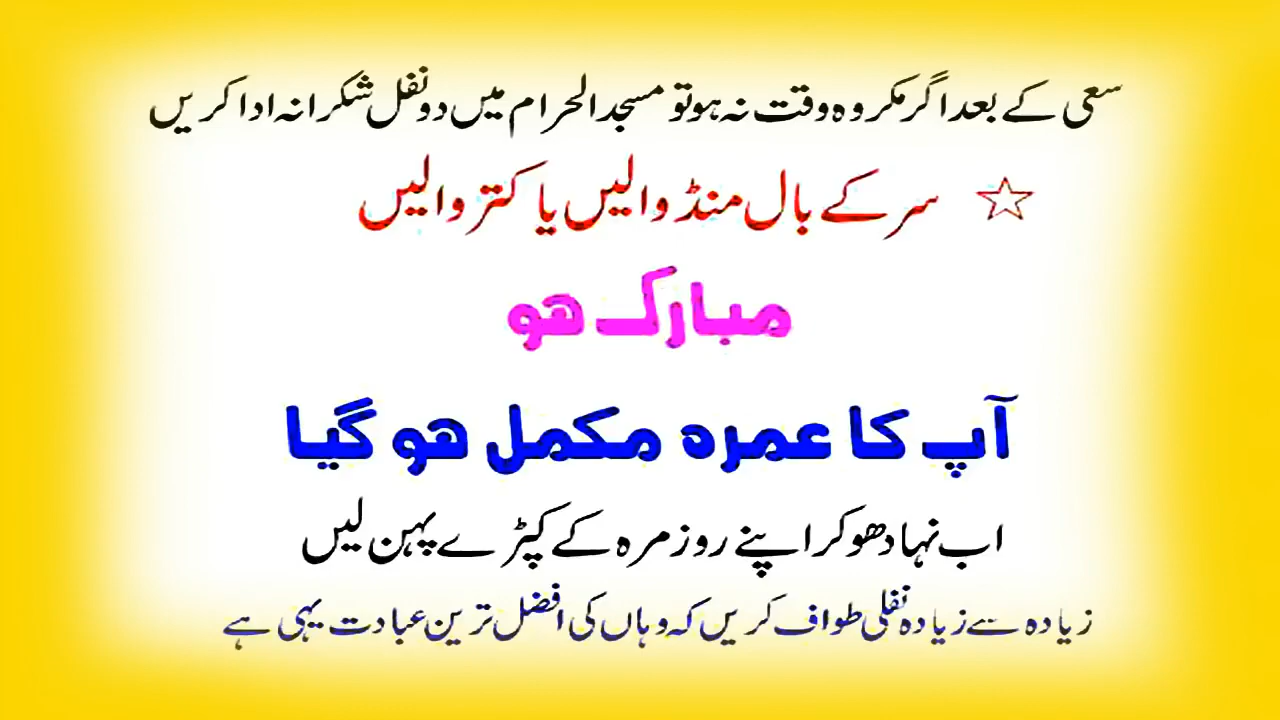 سعی کے بعد اگر مکروہ وقت نہ ہو تو مسجد الحرام میں دو نفل شکرانہ ادا کریں
☆ سر کے بال منڈوالیں یا کتروالیں
مبارک ہو
آپ کا عمرہ مکمل ہو گیا
اب نہا دھو کر اپنے روزمرہ کے کپڑے پہن لیں
زیادہ سے زیادہ نفلی طواف کریں کہ وہاں کی افضل ترین عبادت یہی ہے